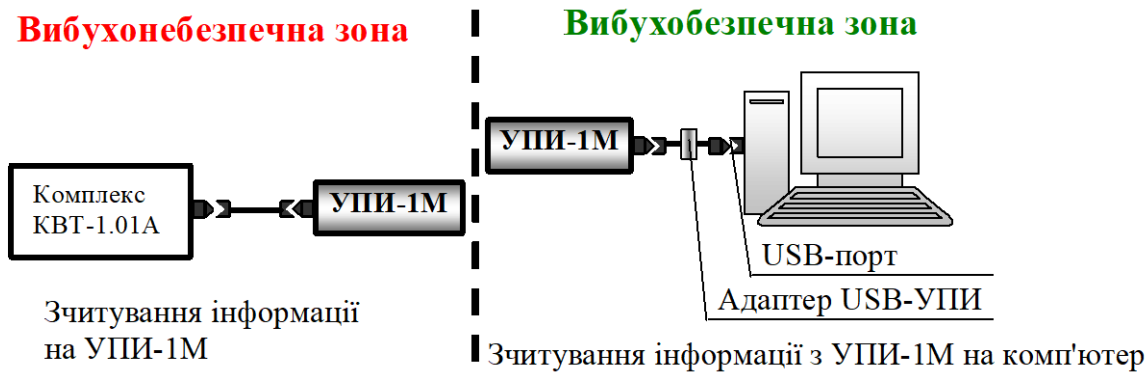 Вибухонебезпечна зона
Вибухобезпечна зона
Комплекс
КВТ-1.01А
УПИ-1М
УПИ-1М
USB-порт
Адаптер USB-УПИ
Зчитування інформації
на УПИ-1М
Зчитування інформації з УПИ-1М на комп'ютер